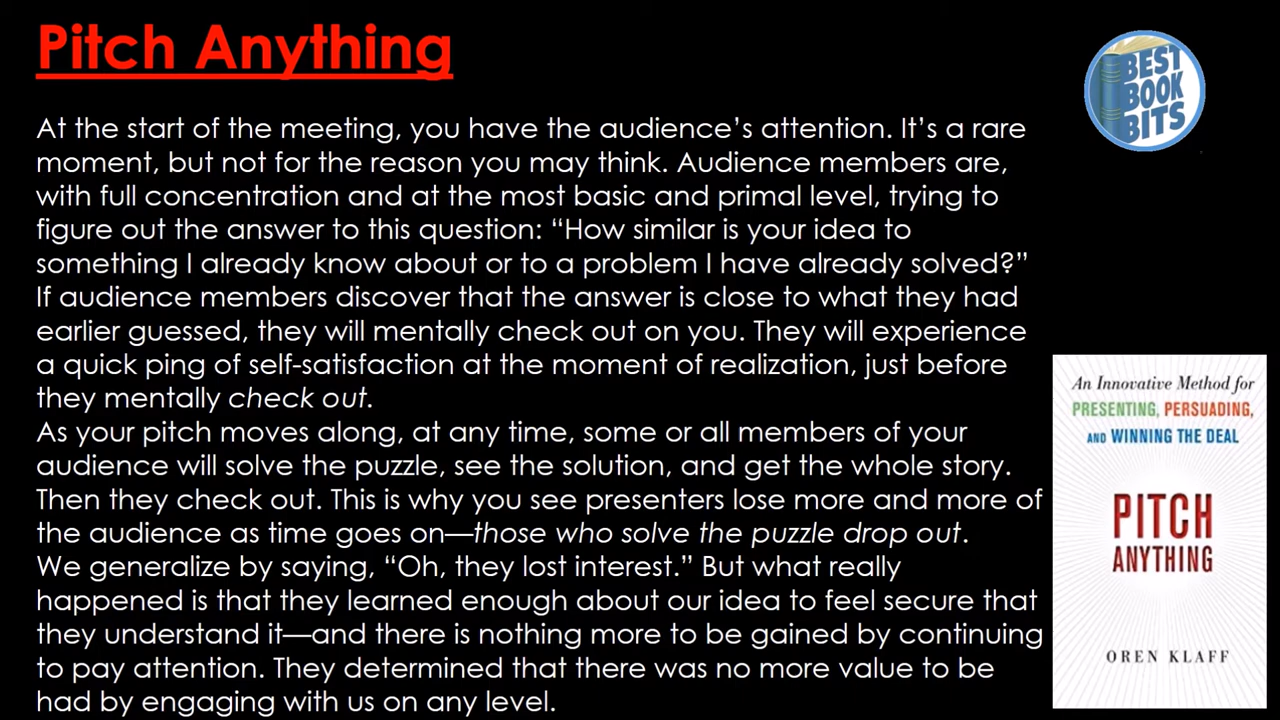 Pitch Anything
At the start of the meeting, you have the audience’s attention. It’s a rare
moment, but not for the reason you may think. Audience members are,
with full concentration and at the most basic and primal level, trying to
figure out the answer to this question: “How similar is your idea to
something I already know about or to a problem I have already solved?”
If audience members discover that the answer is close to what they had
earlier guessed, they will mentally check out on you. They will experience
a quick ping of self-satisfaction at the moment of realization, just before
they mentally check out.
As your pitch moves along, at any time, some or all members of your
audience will solve the puzzle, see the solution, and get the whole story.
Then they check out. This is why you see presenters lose more and more of
the audience as time goes on—those who solve the puzzle drop out.
We generalize by saying, “Oh, they lost interest.” But what really
happened is that they learned enough about our idea to feel secure that
they understand it—and there is nothing more to be gained by continuing
to pay attention. They determined that there was no more value to be
had by engaging with us on any level.
BEST
BOOK
BITS
An Innovative Method for
PRESENTING, PERSUADING,
AND WINNING THE DEAL
PITCH
ANYTHING
OREN KLAFF